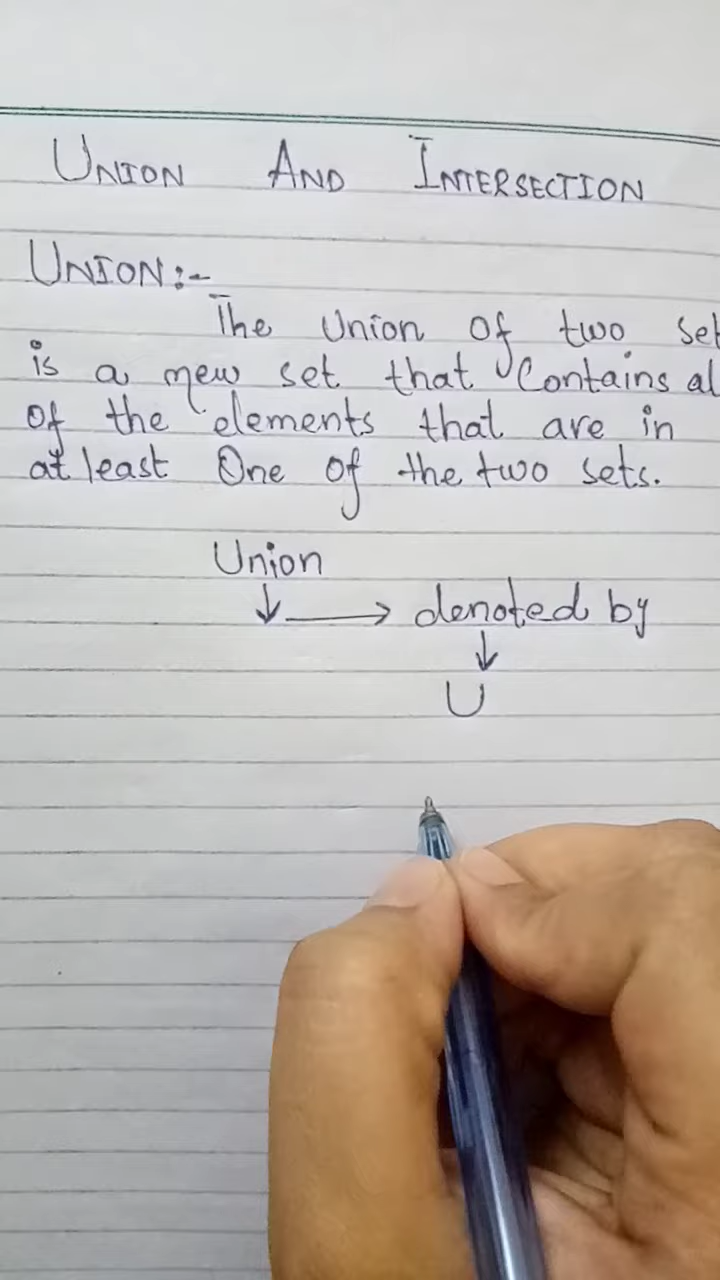 UNION AND INTERSECTION
UNION:-
The Union Of two set
is a new set that Contains al
Of the elements that are in
at least One of the two sets.
Union
↓ → denoted by
↓
U